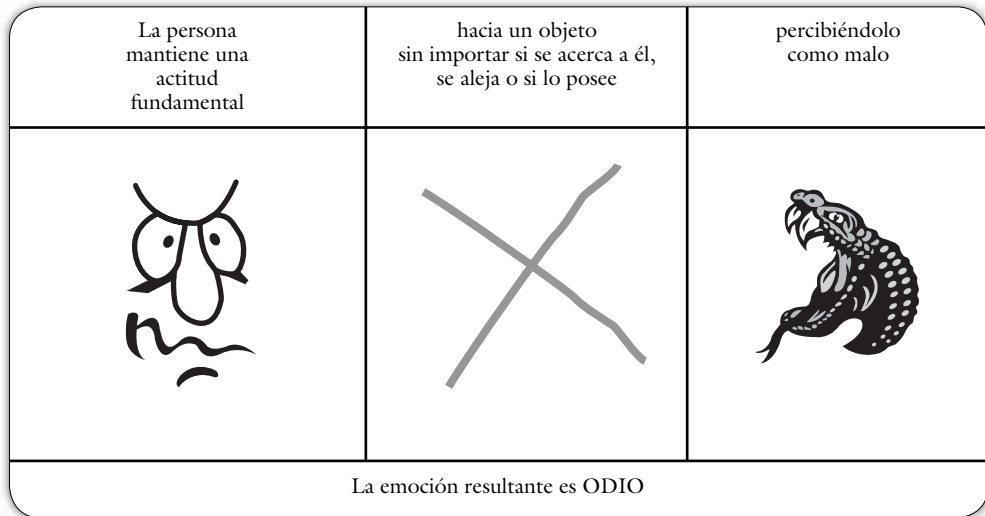 La persona
mantiene una
actitud
fundamental
hacia un objeto
sin importar si se acerca a él,
se aleja o si lo posee
percibiéndolo
como malo
La emoción resultante es ODIO